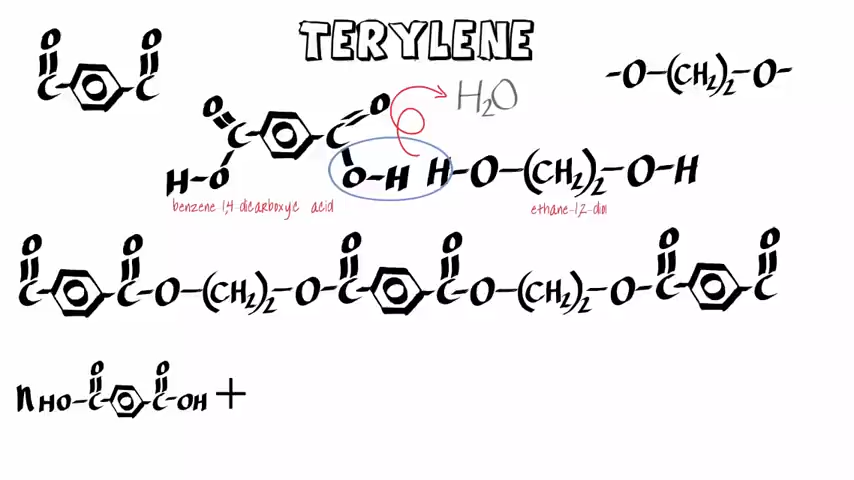 TERYLENE
O O
C C
-O-(CH2)2-O-
H2O
O O
C C
H-O O-H H-O-(CH2)2-O-H
benzene-1,4-dicarboxyc acid
ethane-1,2-diol
O O O O O O
C C-O-(CH2)2-O-C C-O-(CH2)2-O-C C
O O
n HO-C C-OH +